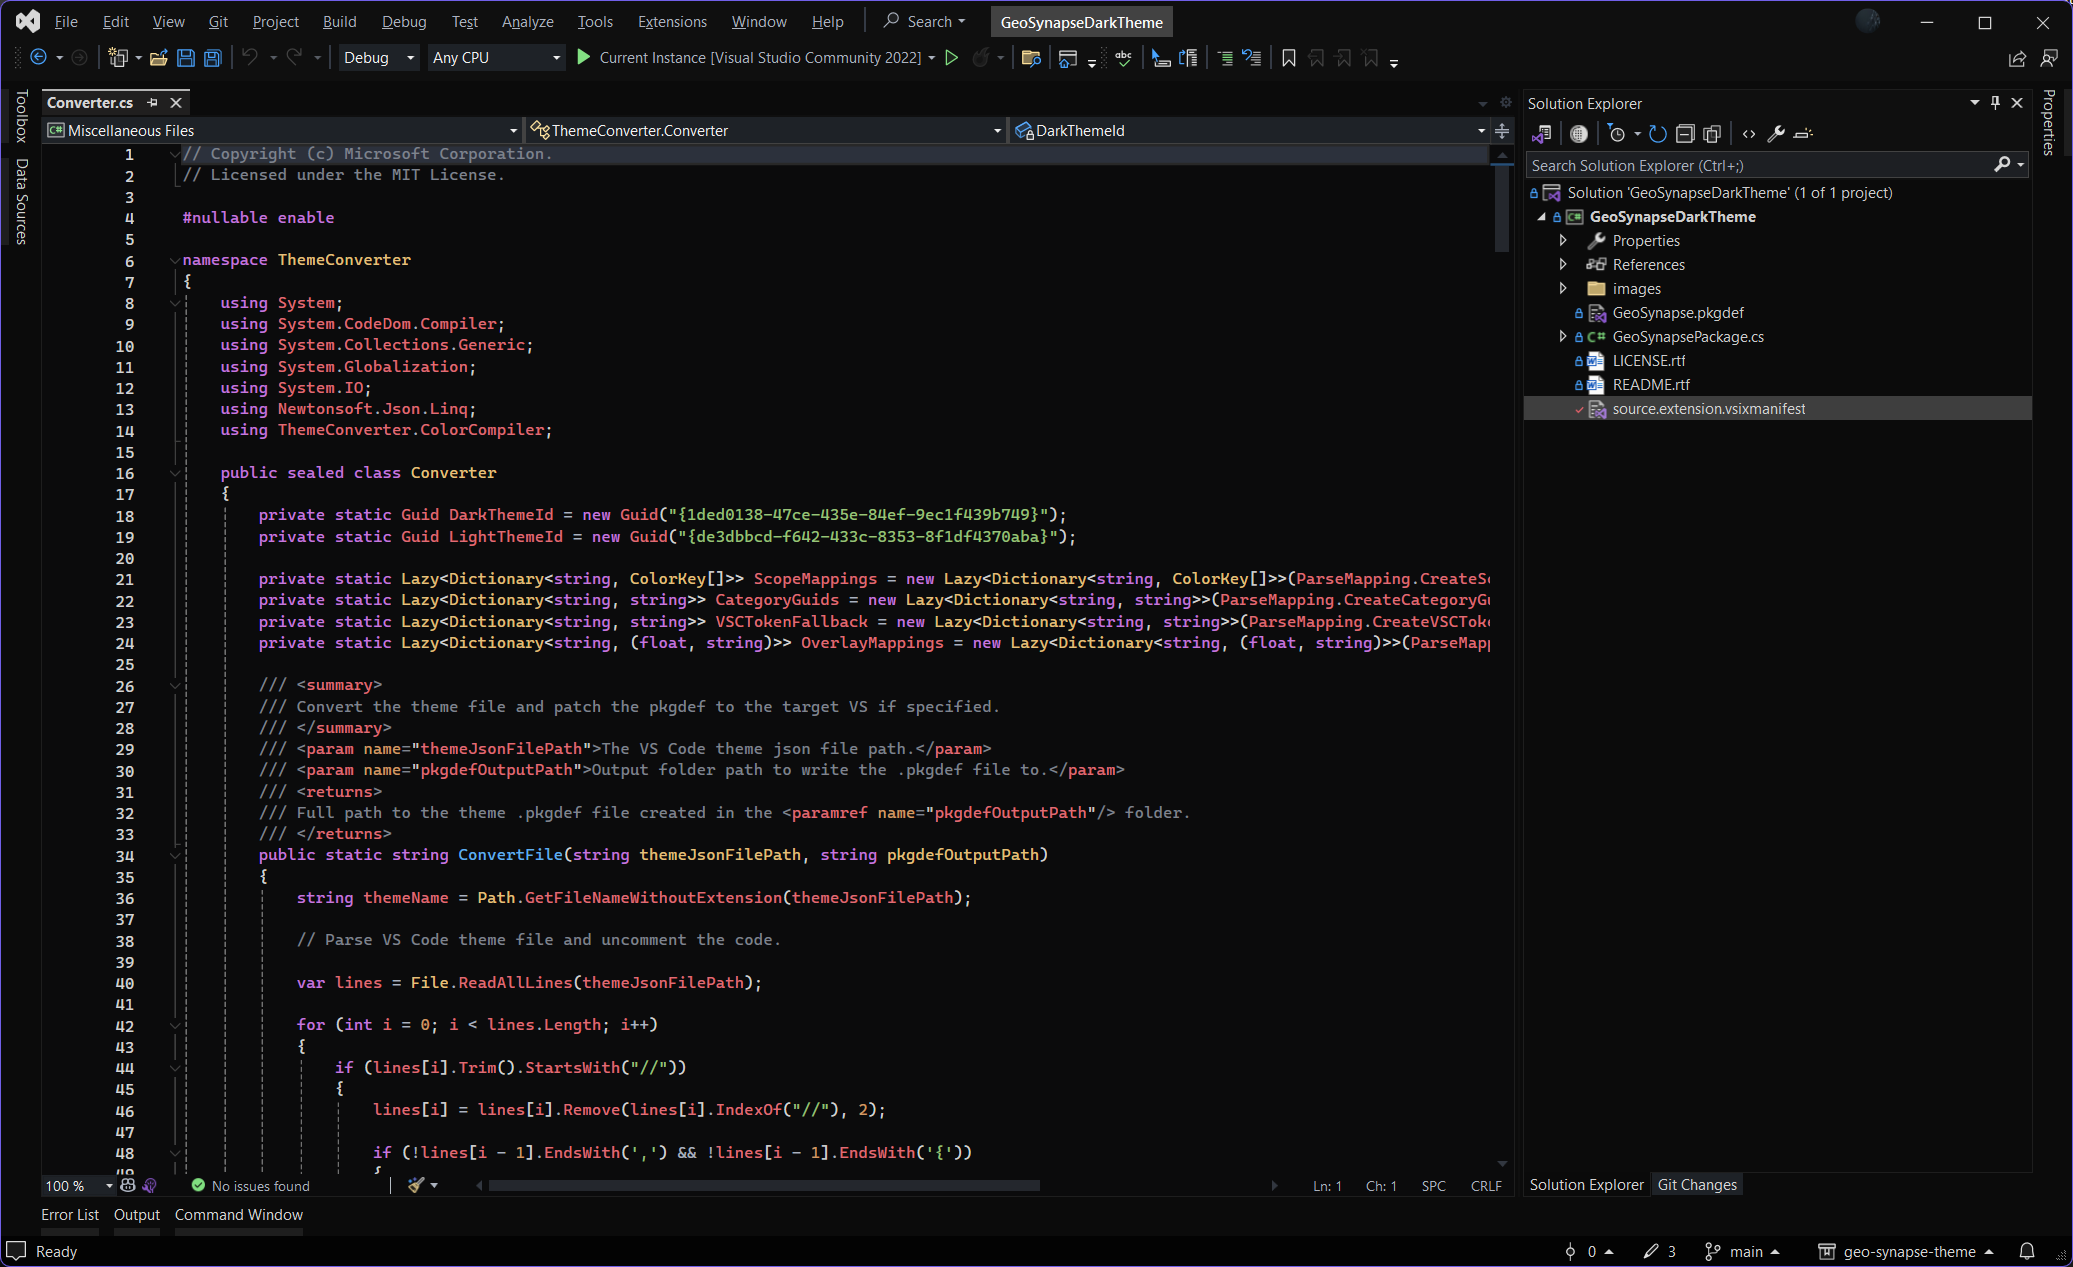 File Edit View Git Project Build Debug Test Analyze Tools Extensions Window Help Search GeoSynapseDarkTheme
Debug Any CPU Current Instance [Visual Studio Community 2022] abc
Toolbox
Data Sources
Converter.cs
Miscellaneous Files ThemeConverter.Converter DarkThemeId
1 // Copyright (c) Microsoft Corporation.
2 // Licensed under the MIT License.
3
4 #nullable enable
5
6 namespace ThemeConverter
7 {
8 using System;
9 using System.CodeDom.Compiler;
10 using System.Collections.Generic;
11 using System.Globalization;
12 using System.IO;
13 using Newtonsoft.Json.Linq;
14 using ThemeConverter.ColorCompiler;
15
16 public sealed class Converter
17 {
18 private static Guid DarkThemeId = new Guid("{1ded0138-47ce-435e-84ef-9ec1f439b749}");
19 private static Guid LightThemeId = new Guid("{de3dbbcd-f642-433c-8353-8f1df4370aba}");
20
21 private static Lazy<Dictionary<string, ColorKey[]>> ScopeMappings = new Lazy<Dictionary<string, ColorKey[]>>(ParseMapping.CreateSc
22 private static Lazy<Dictionary<string, string>> CategoryGuids = new Lazy<Dictionary<string, string>>(ParseMapping.CreateCategoryGu
23 private static Lazy<Dictionary<string, string>> VSCTokenFallback = new Lazy<Dictionary<string, string>>(ParseMapping.CreateVSCToke
24 private static Lazy<Dictionary<string, (float, string)>> OverlayMappings = new Lazy<Dictionary<string, (float, string)>>(ParseMapp
25
26 /// <summary>
27 /// Convert the theme file and patch the pkgdef to the target VS if specified.
28 /// </summary>
29 /// <param name="themeJsonFilePath">The VS Code theme json file path.</param>
30 /// <param name="pkgdefOutputPath">Output folder path to write the .pkgdef file to.</param>
31 /// <returns>
32 /// Full path to the theme .pkgdef file created in the <paramref name="pkgdefOutputPath"/> folder.
33 /// </returns>
34 public static string ConvertFile(string themeJsonFilePath, string pkgdefOutputPath)
35 {
36 string themeName = Path.GetFileNameWithoutExtension(themeJsonFilePath);
37
38 // Parse VS Code theme file and uncomment the code.
39
40 var lines = File.ReadAllLines(themeJsonFilePath);
41
42 for (int i = 0; i < lines.Length; i++)
43 {
44 if (lines[i].Trim().StartsWith("//"))
45 {
46 lines[i] = lines[i].Remove(lines[i].IndexOf("//"), 2);
47
48 if (!lines[i - 1].EndsWith(',') && !lines[i - 1].EndsWith('{'))
49 {
100 % No issues found Ln: 1 Ch: 1 SPC CRLF
Error List Output Command Window
Solution Explorer
Search Solution Explorer (Ctrl+;)
Solution 'GeoSynapseDarkTheme' (1 of 1 project)
GeoSynapseDarkTheme
Properties
References
images
GeoSynapse.pkgdef
C# GeoSynapsePackage.cs
LICENSE.rtf
README.rtf
source.extension.vsixmanifest
Solution Explorer Git Changes
Properties
Ready 0 3 main geo-synapse-theme